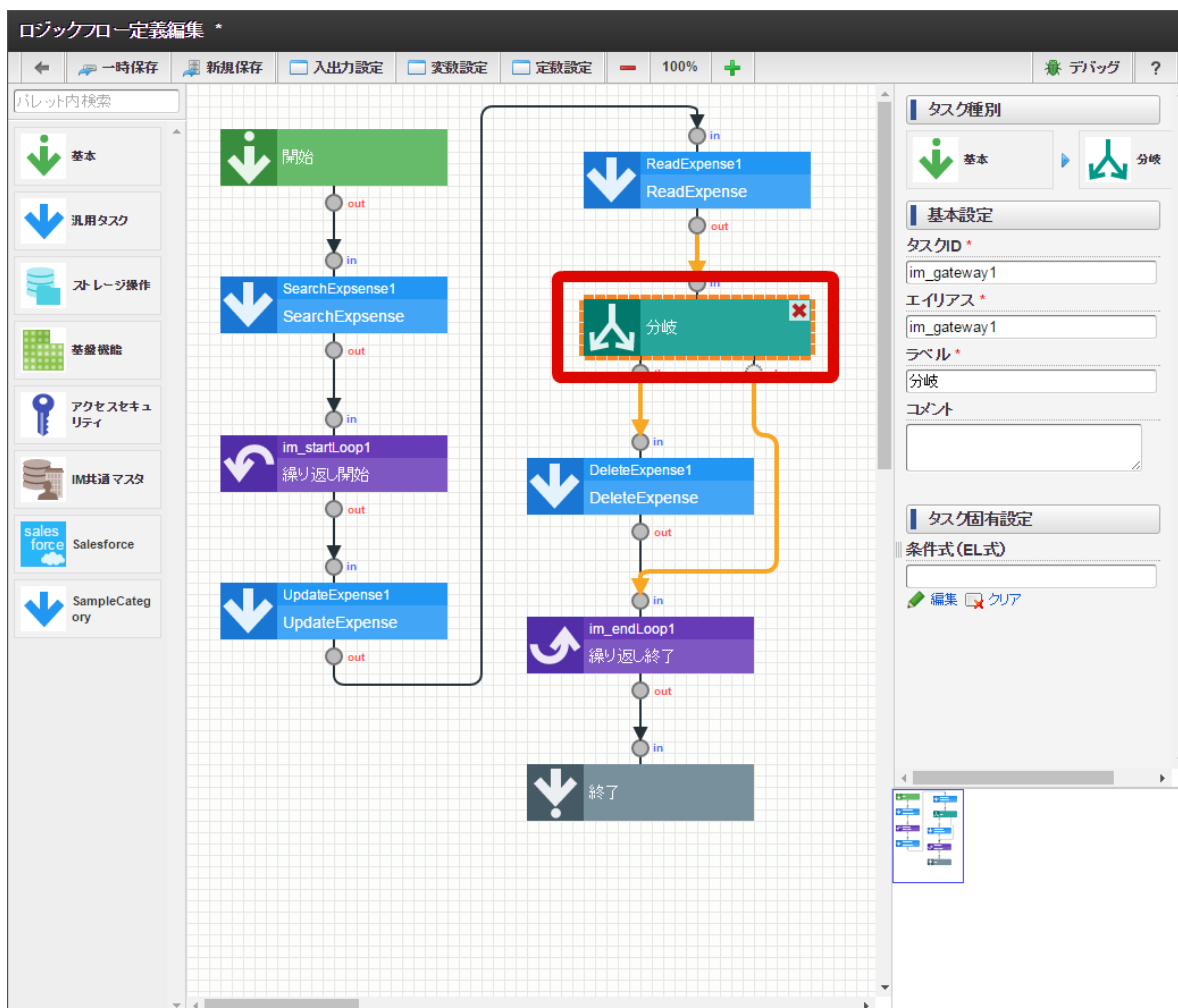 ロジックフロー定義編集 *
一時保存 新規保存 入出力設定 変数設定 定数設定 100% デバッグ ?
パレット内検索
基本
汎用タスク
ストレージ操作
基盤機能
アクセスセキュ
リティ
IM共通マスタ
sales
force
Salesforce
SampleCateg
ory
開始
out
in
SearchExpsense1
SearchExpsense
out
in
im_startLoop1
繰り返し開始
out
in
UpdateExpense1
UpdateExpense
out
in
ReadExpense1
ReadExpense
out
in
分岐
in
DeleteExpense1
DeleteExpense
out
in
im_endLoop1
繰り返し終了
out
in
終了
タスク種別
基本
分岐
基本設定
タスクID *
im_gateway1
エイリアス *
im_gateway1
ラベル *
分岐
コメント
タスク固有設定
条件式(EL式)
編集 クリア